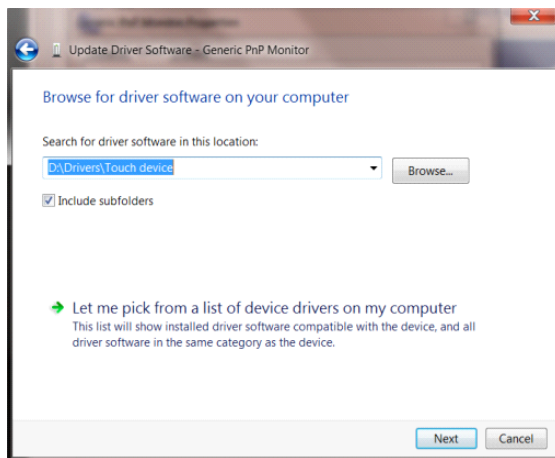 Update Driver Software - Generic PnP Monitor
Browse for driver software on your computer
Search for driver software in this location:
D:\Drivers\Touch device
Browse...
Include subfolders
Let me pick from a list of device drivers on my computer
This list will show installed driver software compatible with the device, and all
driver software in the same category as the device.
Next
Cancel